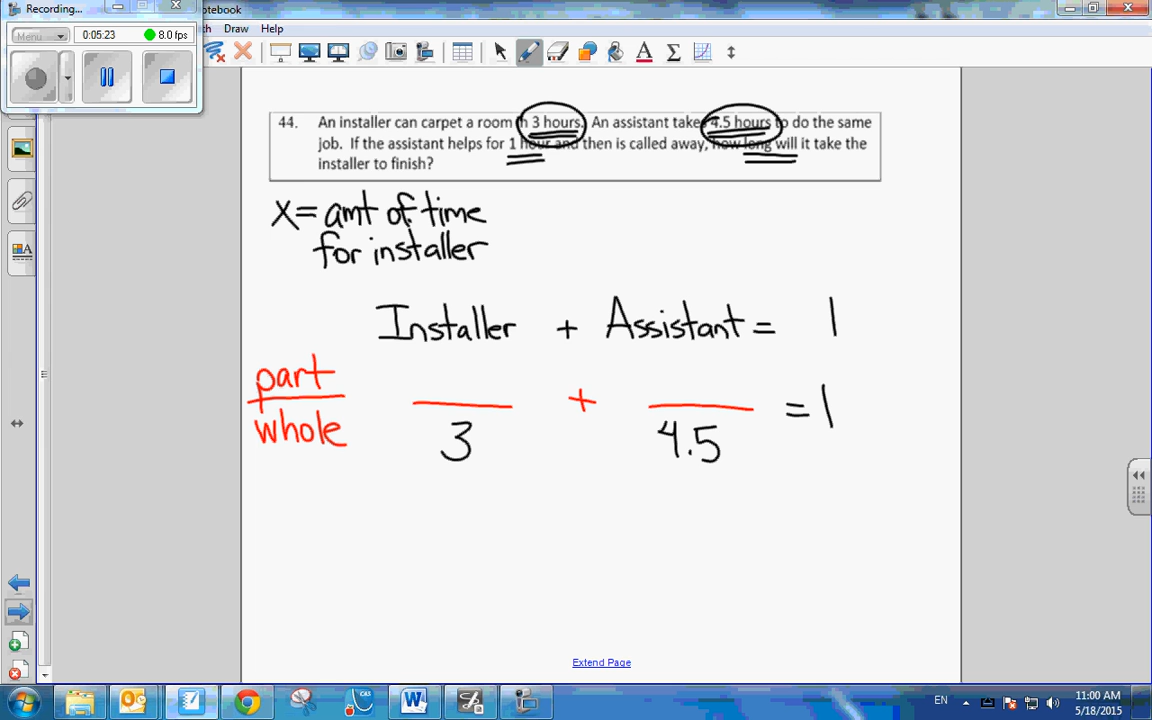 Recording...
otebook
Menu
0:05:23
8.0 fps
Draw Help
44. An installer can carpet a room in 3 hours. An assistant takes 4.5 hours to do the same
job. If the assistant helps for 1 hour and then is called away, how long will it take the
installer to finish?
X= amt of time
for installer
Installer + Assistant = 1
part
whole
+ = 1
3 4.5
Extend Page
CAS
EN
11:00 AM
5/18/2015